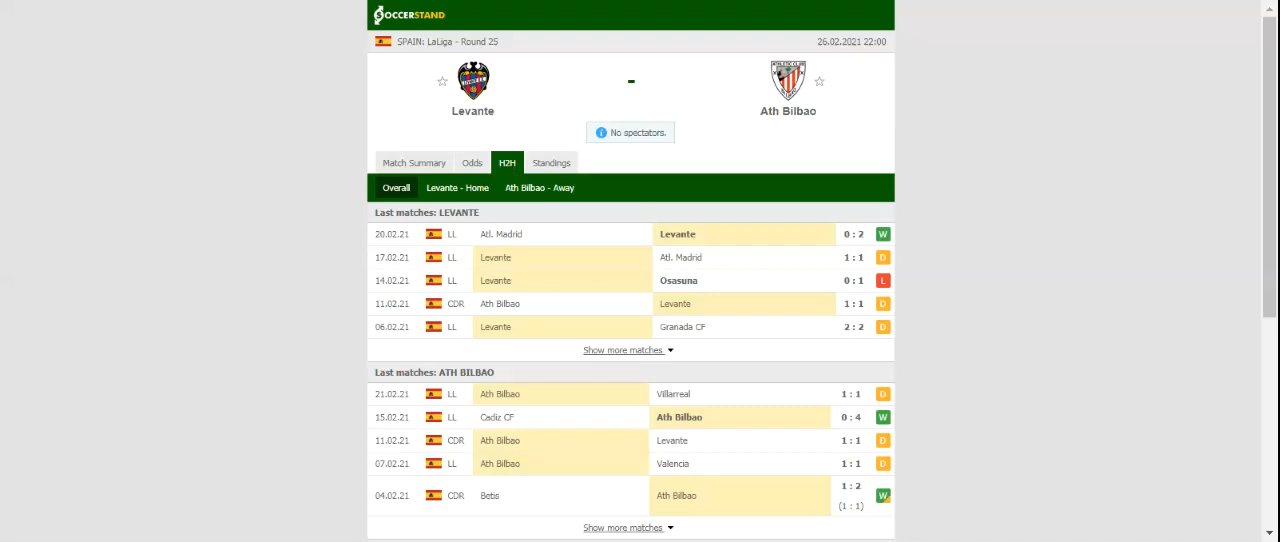 SOCCERSTAND
SPAIN: LaLiga - Round 25 26.02.2021 22:00
-
Levante Ath Bilbao
No spectators.
Match Summary Odds H2H Standings
Overall Levante - Home Ath Bilbao - Away
Last matches: LEVANTE
20.02.21 LL Atl. Madrid Levante 0 : 2 W
17.02.21 LL Levante Atl. Madrid 1 : 1 D
14.02.21 LL Levante Osasuna 0 : 1 L
11.02.21 CDR Ath Bilbao Levante 1 : 1 D
06.02.21 LL Levante Granada CF 2 : 2 D
Show more matches
Last matches: ATH BILBAO
21.02.21 LL Ath Bilbao Villarreal 1 : 1 D
15.02.21 LL Cadiz CF Ath Bilbao 0 : 4 W
11.02.21 CDR Ath Bilbao Levante 1 : 1 D
07.02.21 LL Ath Bilbao Valencia 1 : 1 D
04.02.21 CDR Betis Ath Bilbao 1 : 2 (1 : 1) W
Show more matches